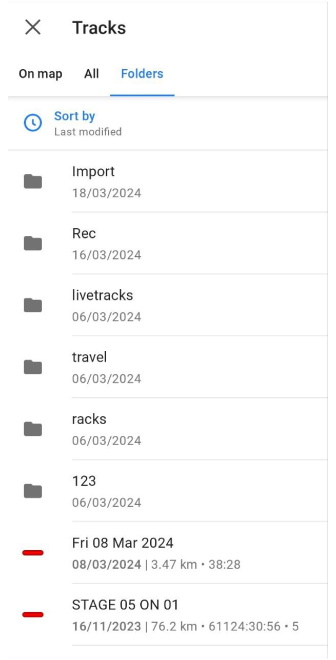 Tracks
On map All Folders
Sort by
Last modified
Import
18/03/2024
Rec
16/03/2024
livetracks
06/03/2024
travel
06/03/2024
racks
06/03/2024
123
06/03/2024
Fri 08 Mar 2024
08/03/2024 | 3.47 km • 38:28
STAGE 05 ON 01
16/11/2023 | 76.2 km • 61124:30:56 • 5